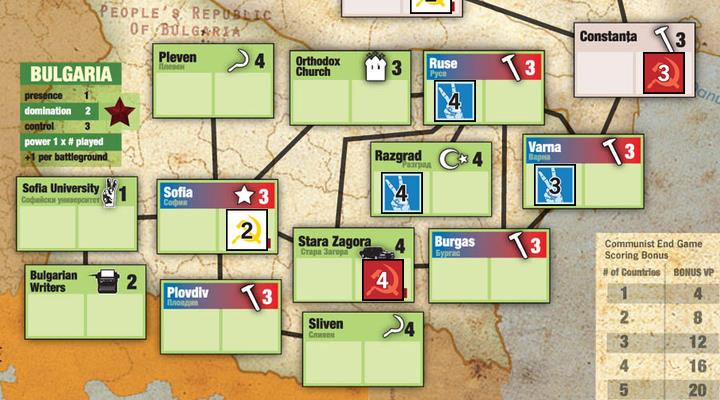 2
PEOPLE'S REPUBLIC
OF BULGARIA
Constanța
3
3
BULGARIA
presence 1
domination 2
control 3
power 1 x # played
+1 per battleground
Pleven
Плевен
4
Orthodox
Church
3
Ruse
Русе
3
4
Razgrad
Разград
4
4
Varna
Варна
3
3
Sofia University
Софийски университет
1
Sofia
София
3
2
Stara Zagora
Стара Загора
4
4
Burgas
Бургас
3
Bulgarian
Writers
2
Plovdiv
Пловдив
3
Sliven
Сливен
4
Communist End Game
Scoring Bonus
# of Countries BONUS VP
1 4
2 8
3 12
4 16
5 20